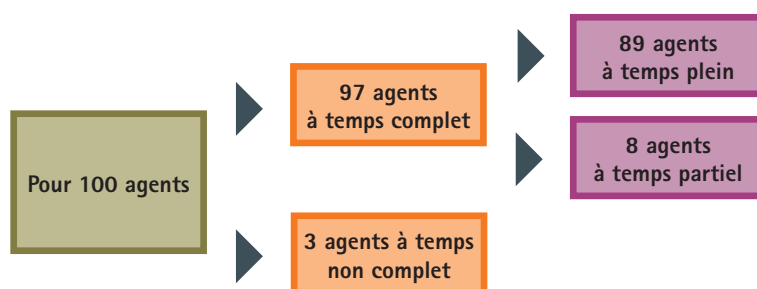 Pour 100 agents
97 agents
à temps complet
3 agents à temps
non complet
89 agents
à temps plein
8 agents
à temps partiel